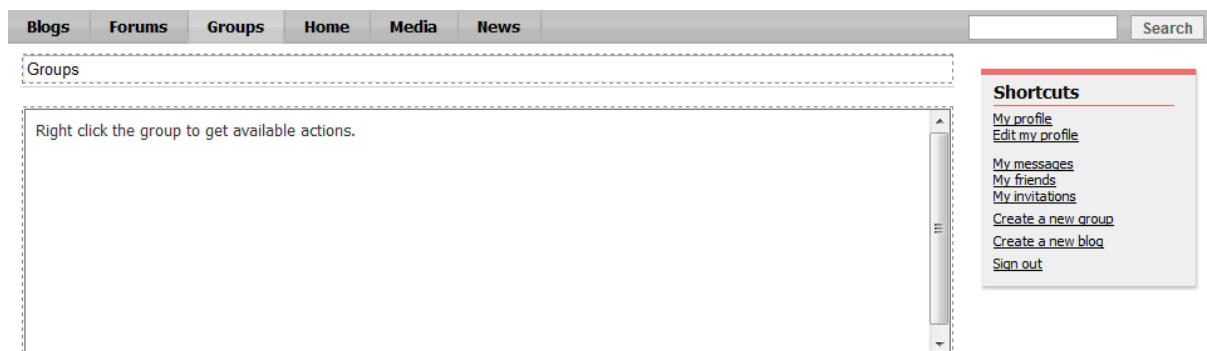 Blogs Forums Groups Home Media News Search
Groups
Right click the group to get available actions.
Shortcuts
My profile
Edit my profile
My messages
My friends
My invitations
Create a new group
Create a new blog
Sign out